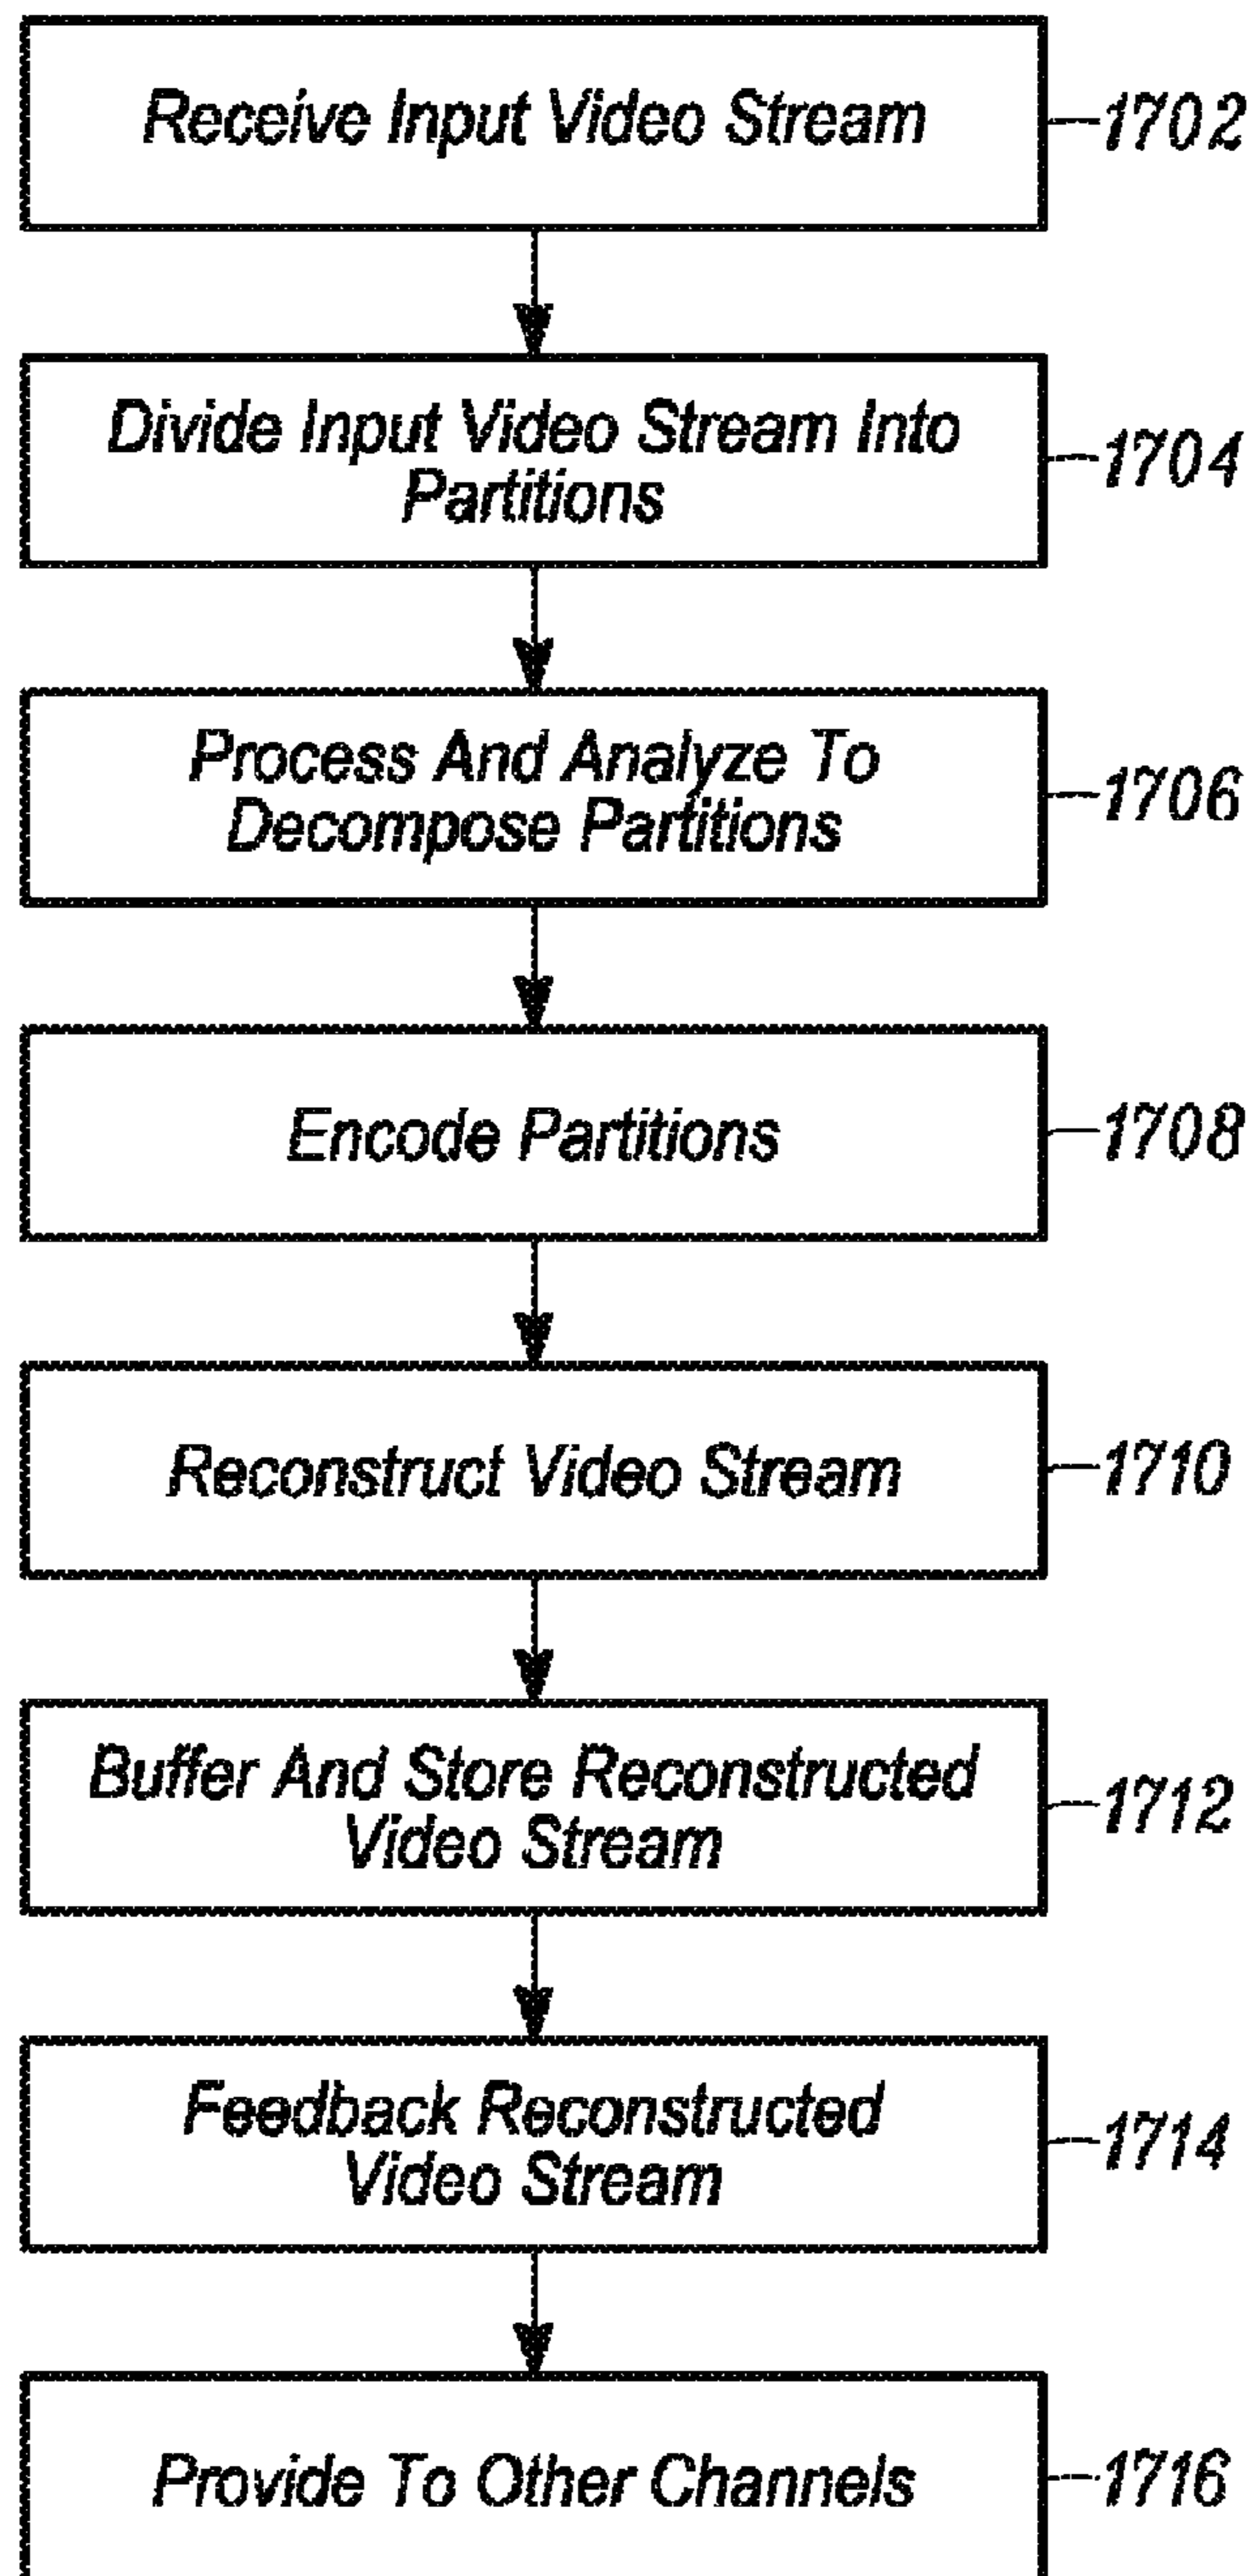 Receive Input Video Stream
1702
Divide Input Video Stream Into
Partitions
1704
Process And Analyze To
Decompose Partitions
1706
Encode Partitions
1708
Reconstruct Video Stream
1710
Buffer And Store Reconstructed
Video Stream
1712
Feedback Reconstructed
Video Stream
1714
Provide To Other Channels
1716